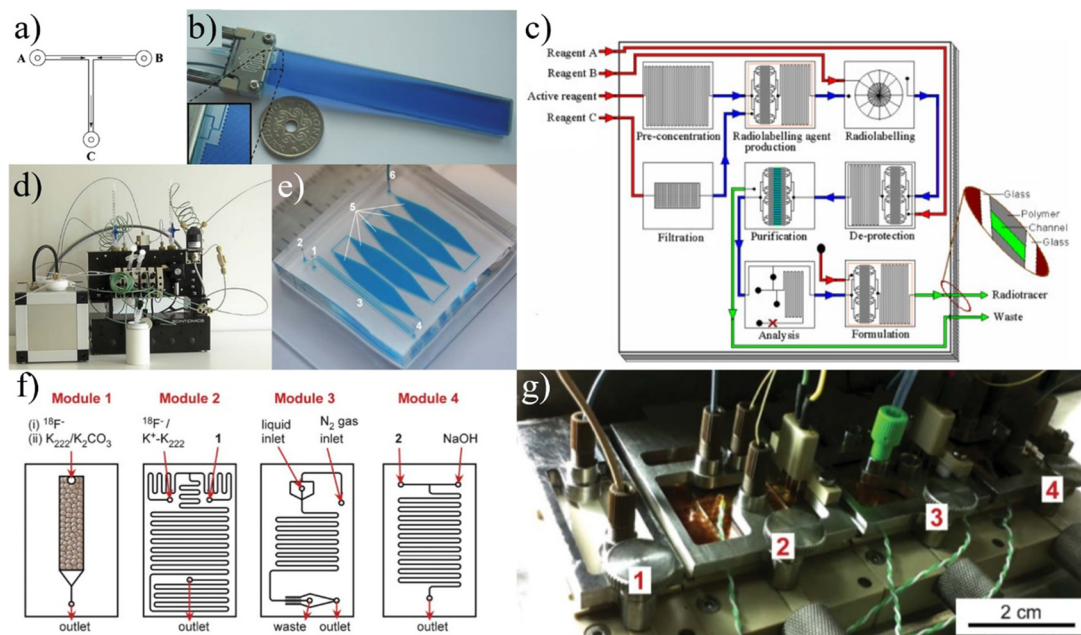 a)
A
B
C
b)
c)
Reagent A
Reagent B
Active reagent
Reagent C
Pre-concentration
Radiolabelling agent
production
Radiolabelling
Filtration
Purification
De-protection
Analysis
Formulation
Glass
Polymer
Channel
Glass
Radiotracer
Waste
d)
e)
6
5
2
1
3
4
f)
Module 1
(i) ¹⁸F⁻
(ii) K₂₂₂/K₂CO₃
outlet
Module 2
¹⁸F⁻/
K⁺-K₂₂₂
1
outlet
Module 3
liquid
inlet
N₂ gas
inlet
waste
outlet
Module 4
2
NaOH
outlet
g)
1
2
3
4
2 cm